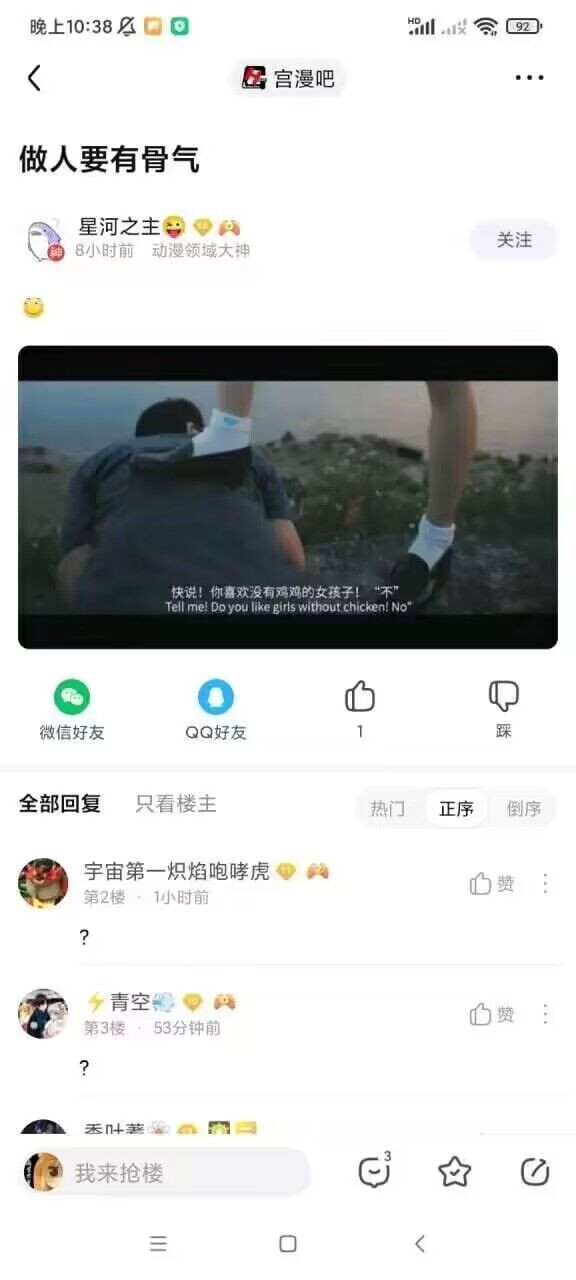 晚上10:38
HD
92
宫漫吧
做人要有骨气
星河之主
8小时前 动漫领域大神
神
关注
快说！你喜欢没有鸡鸡的女孩子！“不”
Tell me! Do you like girls without chicken! No"
微信好友
QQ好友
1
踩
全部回复 只看楼主
热门 正序 倒序
宇宙第一炽焰咆哮虎
第2楼 · 1小时前
赞
?
青空
第3楼 · 53分钟前
赞
?
我来抢楼
3